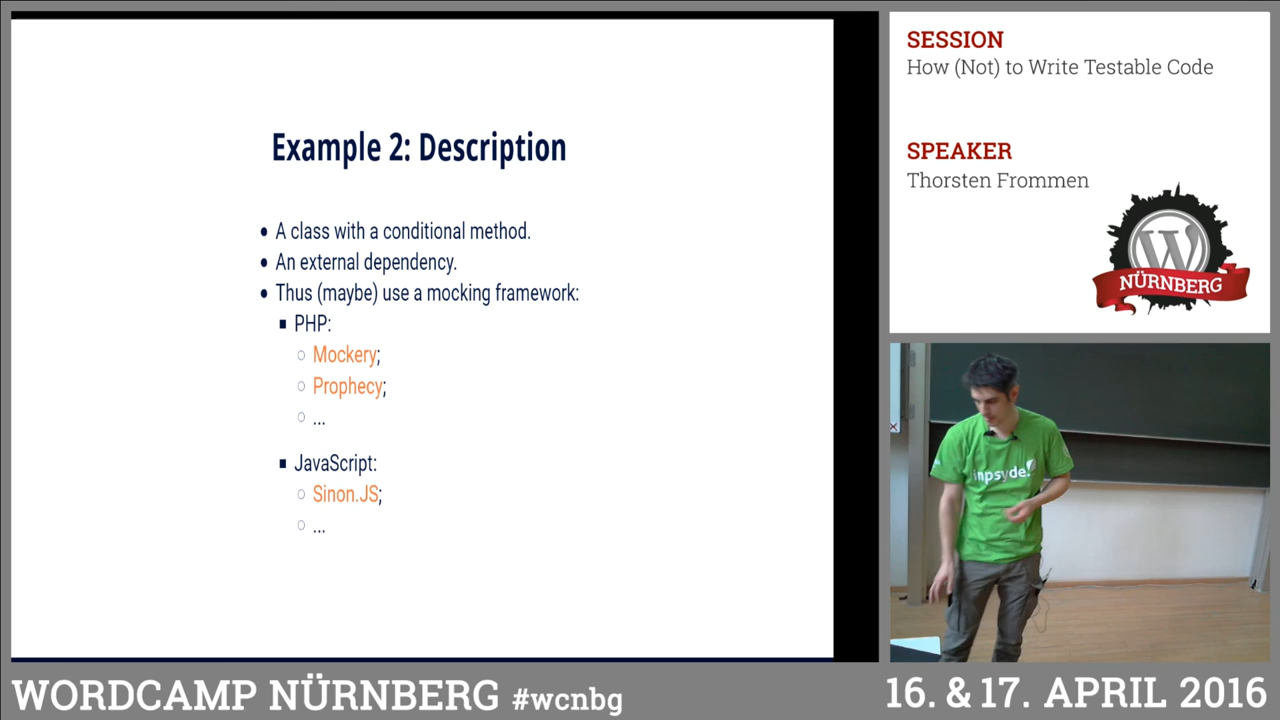 Example 2: Description
• A class with a conditional method.
• An external dependency.
• Thus (maybe) use a mocking framework:
▪ PHP:
○ Mockery;
○ Prophecy;
○ ...
▪ JavaScript:
○ Sinon.JS;
○ ...
SESSION
How (Not) to Write Testable Code
SPEAKER
Thorsten Frommen
W
NÜRNBERG
inpsyde
WORDCAMP NÜRNBERG #wcnbg
16. & 17. APRIL 2016